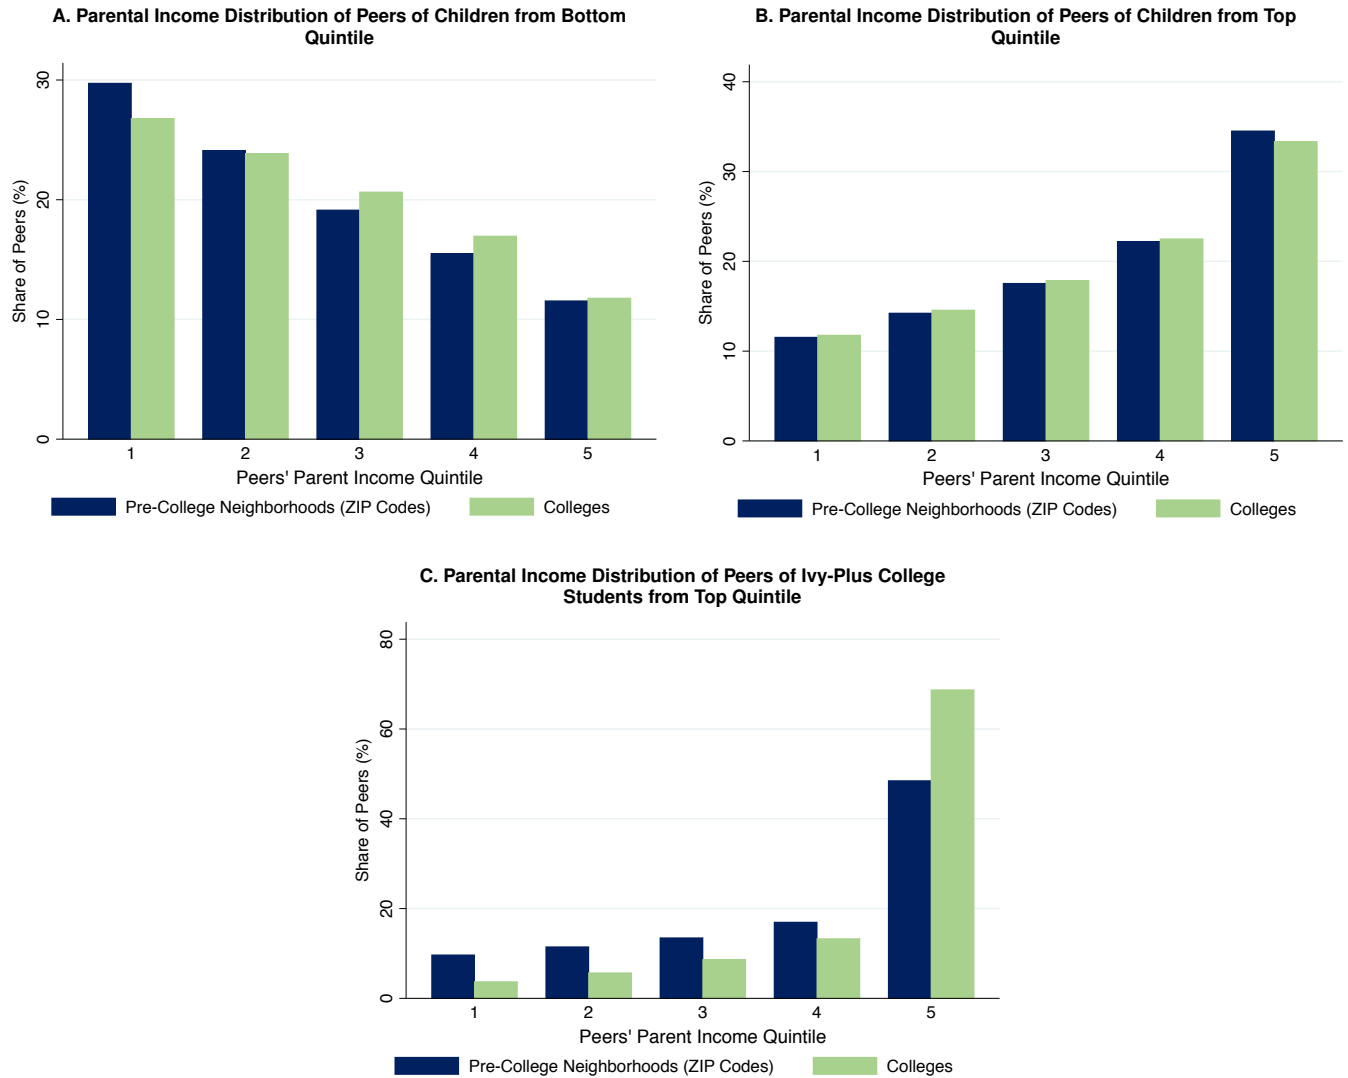 A. Parental Income Distribution of Peers of Children from Bottom
Quintile
30
20
10
0
Share of Peers (%)
1 2 3 4 5
Peers' Parent Income Quintile
Pre-College Neighborhoods (ZIP Codes) Colleges
B. Parental Income Distribution of Peers of Children from Top
Quintile
40
30
20
10
0
Share of Peers (%)
1 2 3 4 5
Peers' Parent Income Quintile
Pre-College Neighborhoods (ZIP Codes) Colleges
C. Parental Income Distribution of Peers of Ivy-Plus College
Students from Top Quintile
80
60
40
20
0
Share of Peers (%)
1 2 3 4 5
Peers' Parent Income Quintile
Pre-College Neighborhoods (ZIP Codes) Colleges